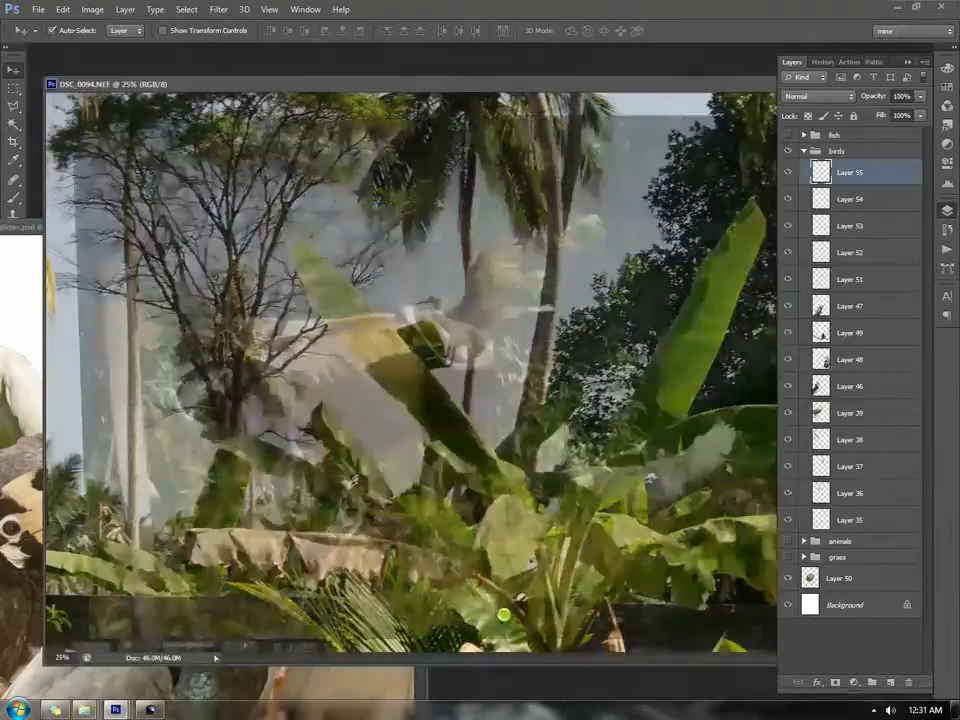 Ps File Edit Image Layer Type Select Filter 3D View Window Help
Auto-Select: Layer Show Transform Controls 3D Mode: mine
DSC_0094.NEF @ 25% (RGB/8)
Layers History Action Paths
Kind
Normal Opacity: 100%
Lock: Fill: 100%
fish
birds
Layer 55
Layer 54
Layer 53
Layer 52
Layer 51
Layer 47
Layer 49
Layer 48
Layer 46
Layer 39
Layer 38
Layer 37
Layer 36
Layer 35
animals
grass
Layer 50
Background
25% Doc: 46.0M/46.0M
12:31 AM